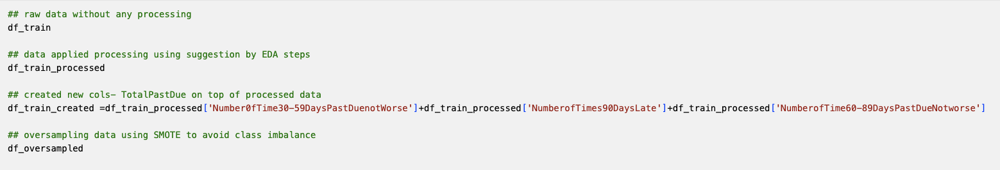 ## raw data without any processing
df_train
## data applied processing using suggestion by EDA steps
df_train_processed
## created new cols- TotalPastDue on top of processed data
df_train_created =df_train_processed['Number0fTime30-59DaysPastDuenotWorse']+df_train_processed['NumberofTimes90DaysLate']+df_train_processed['NumberofTime60-89DaysPastDueNotworse']
## oversampling data using SMOTE to avoid class imbalance
df_oversampled